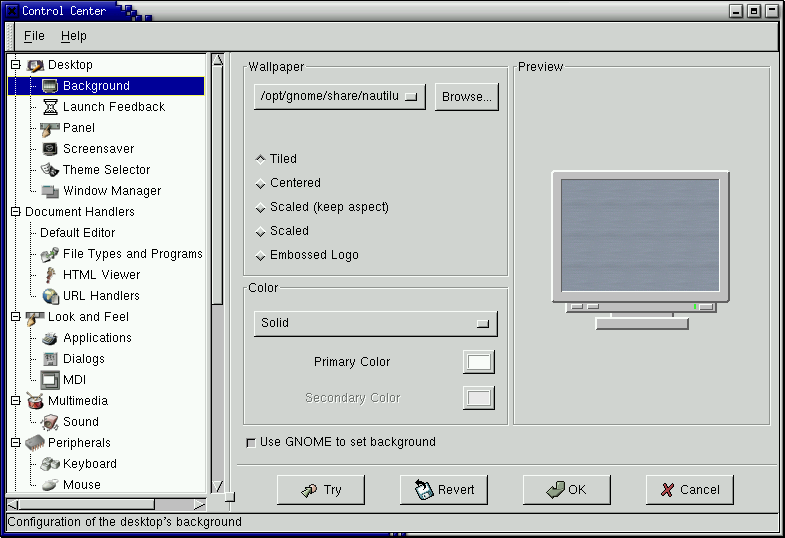 Control Center
File Help
Desktop
Background
Launch Feedback
Panel
Screensaver
Theme Selector
Window Manager
Document Handlers
Default Editor
File Types and Programs
HTML Viewer
URL Handlers
Look and Feel
Applications
Dialogs
MDI
Multimedia
Sound
Peripherals
Keyboard
Mouse
Wallpaper
/opt/gnome/share/nautilu Browse...
Tiled
Centered
Scaled (keep aspect)
Scaled
Embossed Logo
Color
Solid
Primary Color
Secondary Color
Preview
Use GNOME to set background
Try Revert OK Cancel
Configuration of the desktop's background